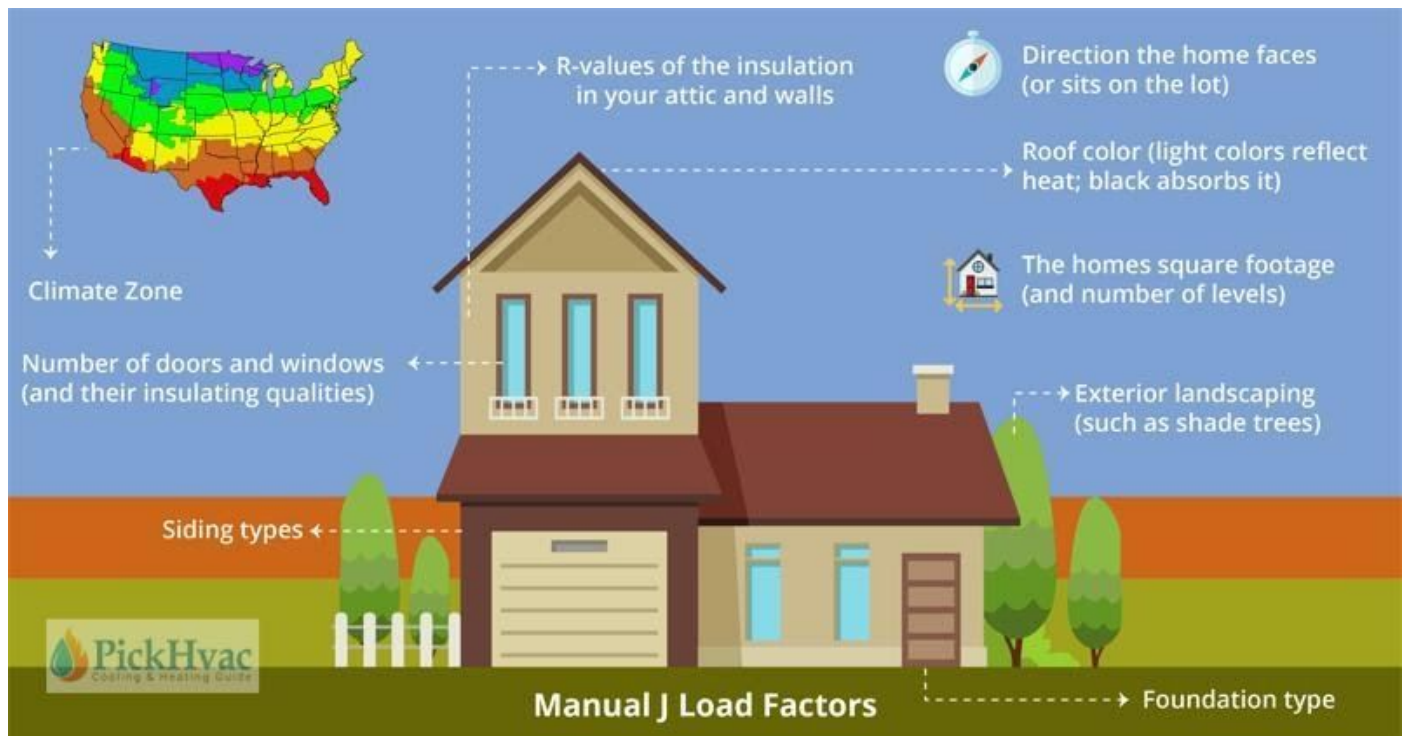 R-values of the insulation
in your attic and walls
Direction the home faces
(or sits on the lot)
Roof color (light colors reflect
heat; black absorbs it)
Climate Zone
The homes square footage
(and number of levels)
Number of doors and windows
(and their insulating qualities)
Exterior landscaping
(such as shade trees)
Siding types
PickHvac
Cooling & Heating Guide
Manual J Load Factors
Foundation type